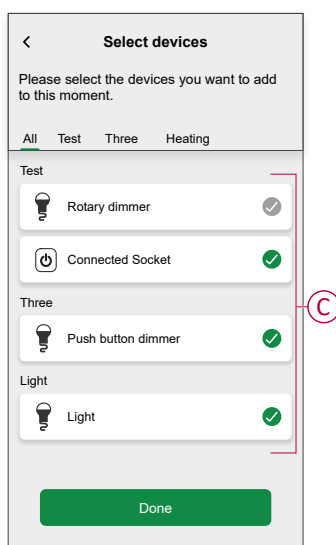 Select devices
Please select the devices you want to add
to this moment.
All Test Three Heating
Test
Rotary dimmer
Connected Socket
Three
Push button dimmer
Light
Light
Done
C